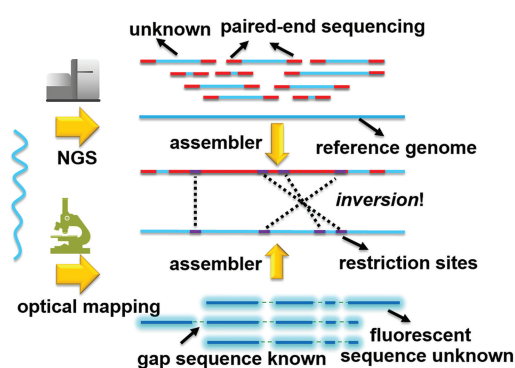 unknown
paired-end sequencing
NGS
assembler
reference genome
inversion!
restriction sites
assembler
optical mapping
gap sequence known
fluorescent
sequence unknown